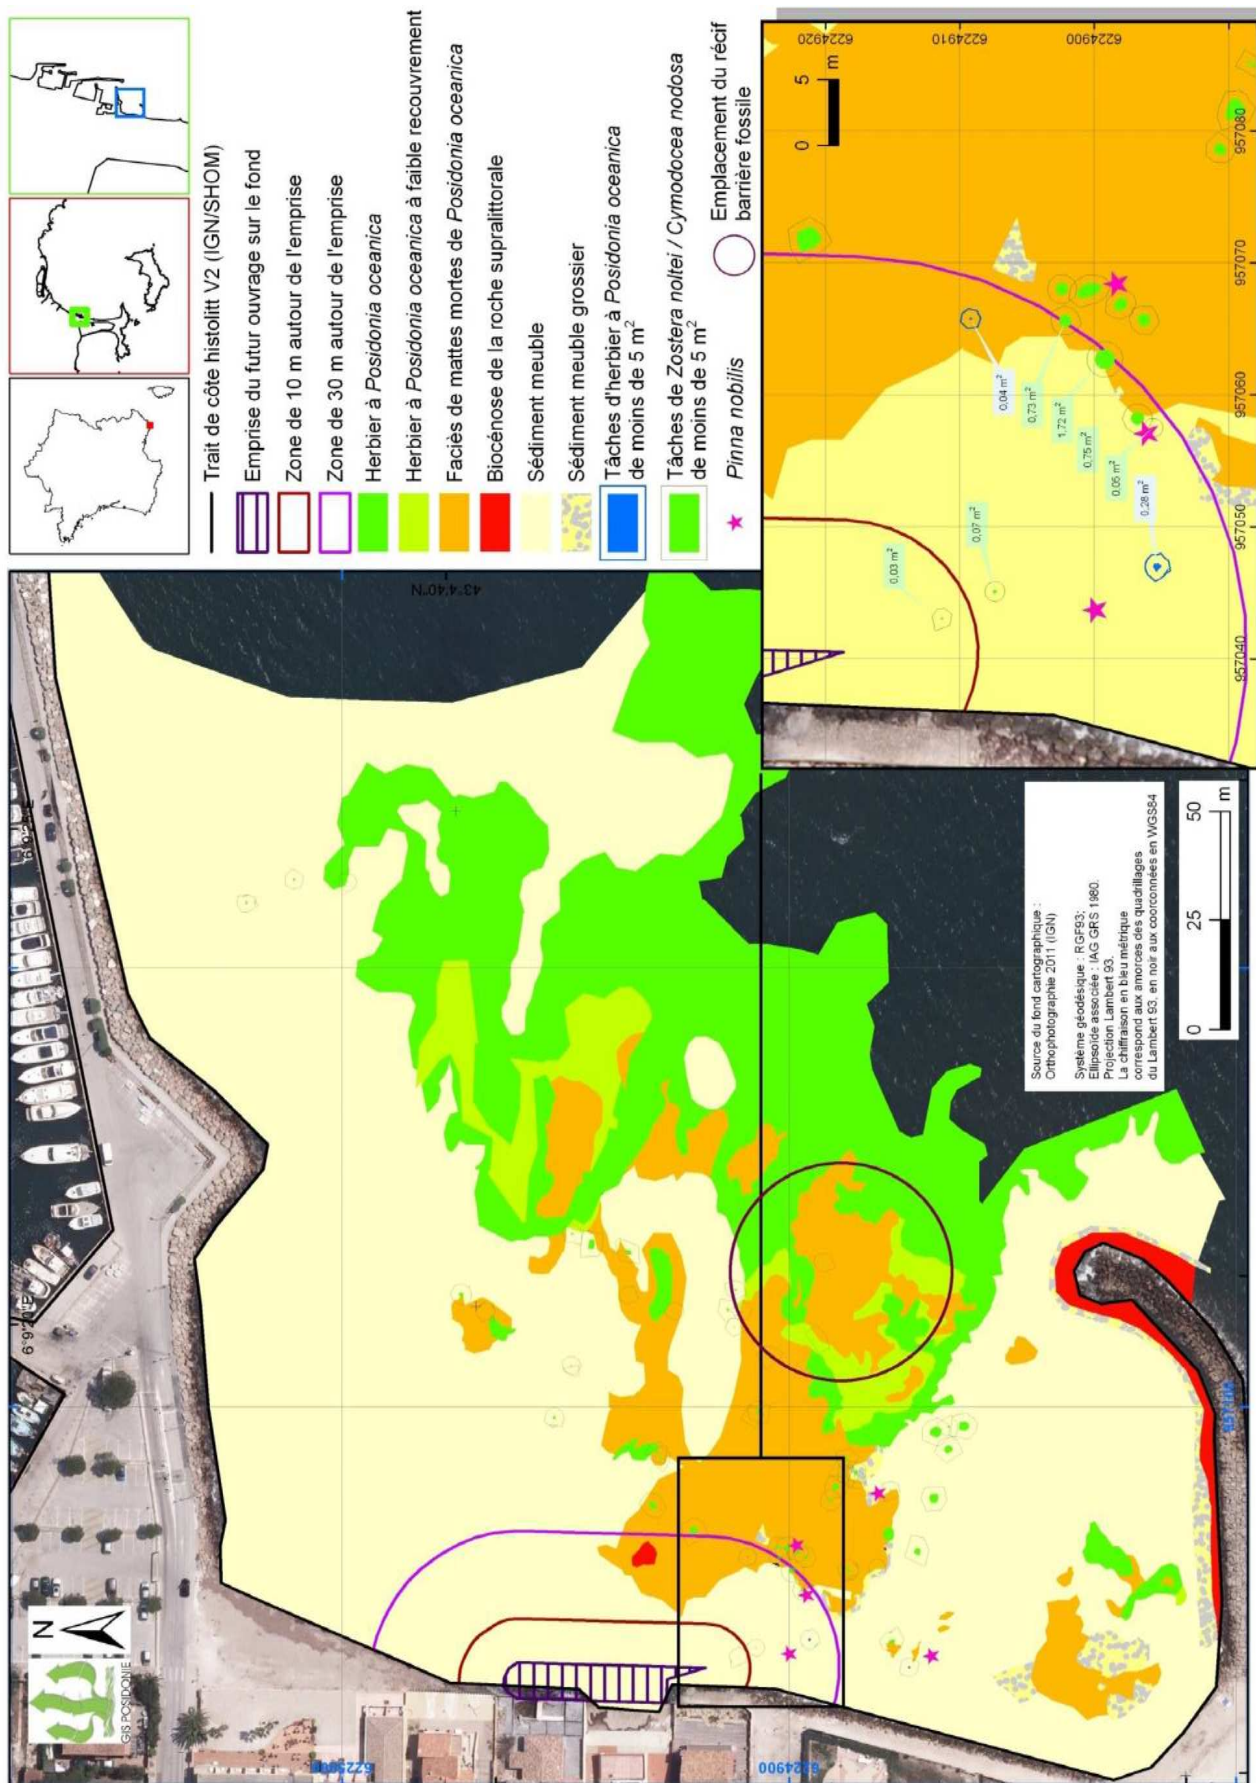 GIS POSIDONIE
N
Trait de côte histolitt V2 (IGN/SHOM)
Emprise du futur ouvrage sur le fond
Zone de 10 m autour de l'emprise
Zone de 30 m autour de l'emprise
Herbier à Posidonia oceanica
Herbier à Posidonia oceanica à faible recouvrement
Faciès de mattes mortes de Posidonia oceanica
Biocénose de la roche supralittorale
Sédiment meuble
Sédiment meuble grossier
Tâches d'herbier à Posidonia oceanica
de moins de 5 m²
Tâches de Zostera noltei / Cymodocea nodosa
de moins de 5 m²
Pinna nobilis
Emplacement du récif
barrière fossile
6°9'20"E
43°4'40"N
6224900
Source du fond cartographique :
Orthophotographie 2011 (IGN)
Système géodésique : RGF93;
Ellipsoïde associée : IAG GRS 1980.
Projection Lambert 93.
La chiffraison en bleu métrique
correspond aux amorces des quadrillages
du Lambert 93, en noir aux coorconnées en WGS84
0 25 50
m
0 5
m
6224920
6224910
6224900
957040
957050
957060
957070
957080
0,03 m²
0,07 m²
0,04 m²
0,73 m²
1,72 m²
0,75 m²
0,05 m²
0,28 m²